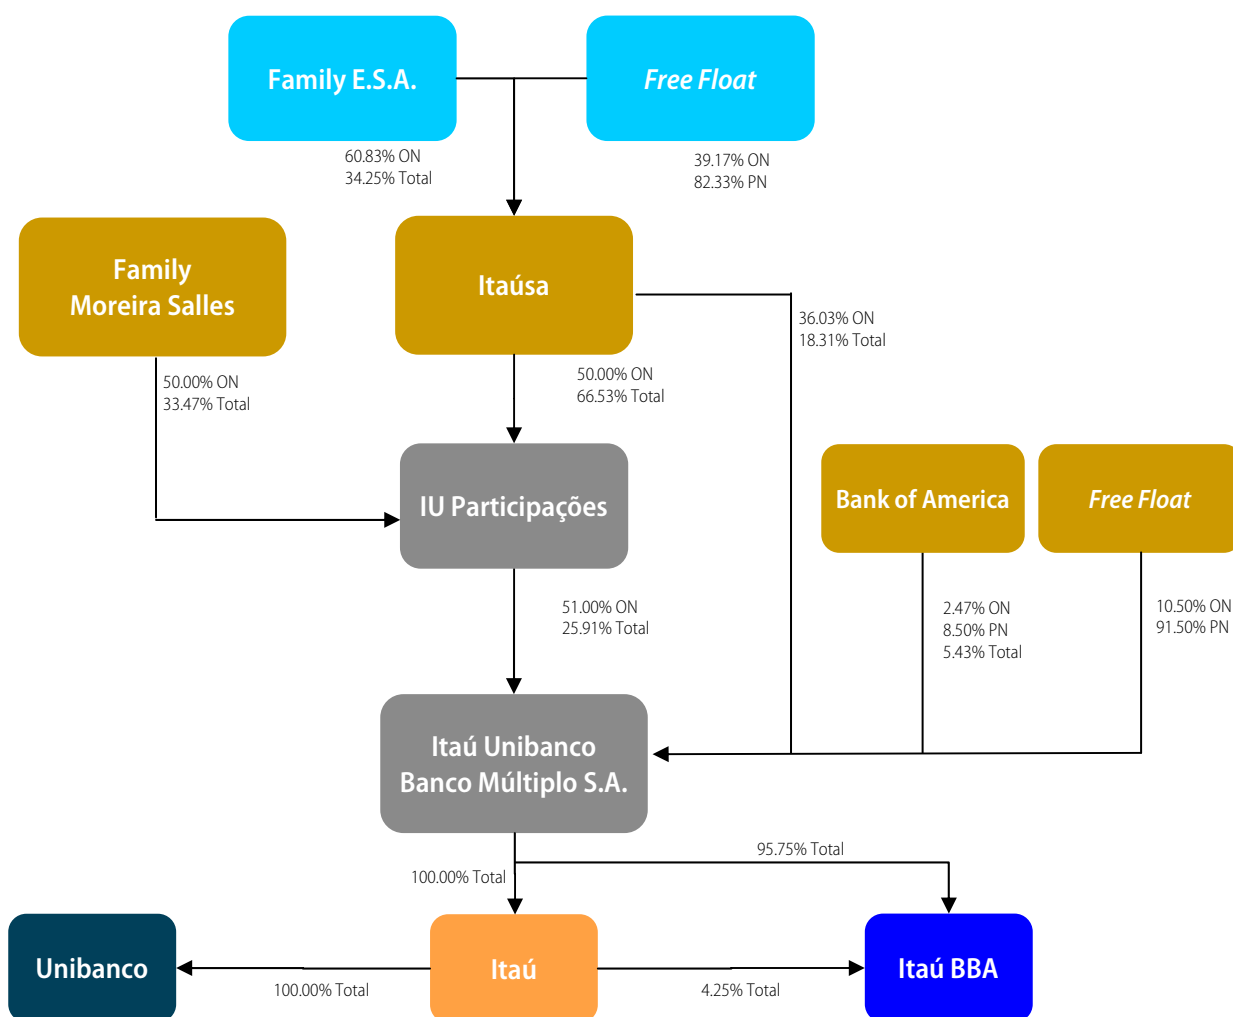 Family E.S.A.
Free Float
60.83% ON
34.25% Total
39.17% ON
82.33% PN
Family
Moreira Salles
Itaúsa
36.03% ON
18.31% Total
50.00% ON
33.47% Total
50.00% ON
66.53% Total
IU Participações
Bank of America
Free Float
51.00% ON
25.91% Total
2.47% ON
8.50% PN
5.43% Total
10.50% ON
91.50% PN
Itaú Unibanco
Banco Múltiplo S.A.
95.75% Total
100.00% Total
Unibanco
Itaú
Itaú BBA
100.00% Total
4.25% Total